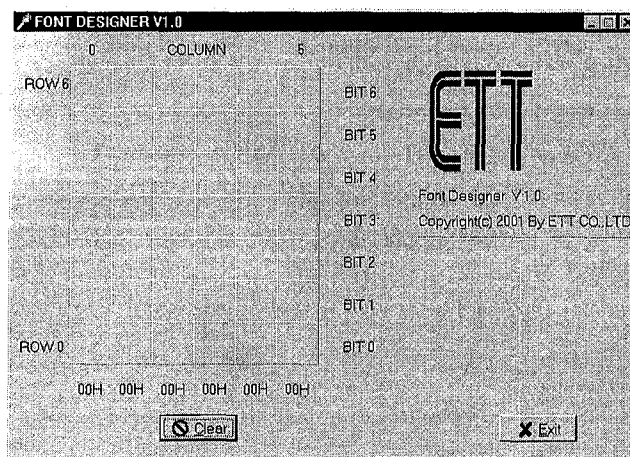 FONT DESIGNER V1.0
0 COLUMN 5
ROW 6
BIT 6
BIT 5
BIT 4
BIT 3
BIT 2
BIT 1
ROW 0
BIT 0
00H 00H 00H 00H 00H 00H
Clear
ETT
Font Designer V1.0
Copyright(c) 2001 By ETT CO.,LTD
Exit